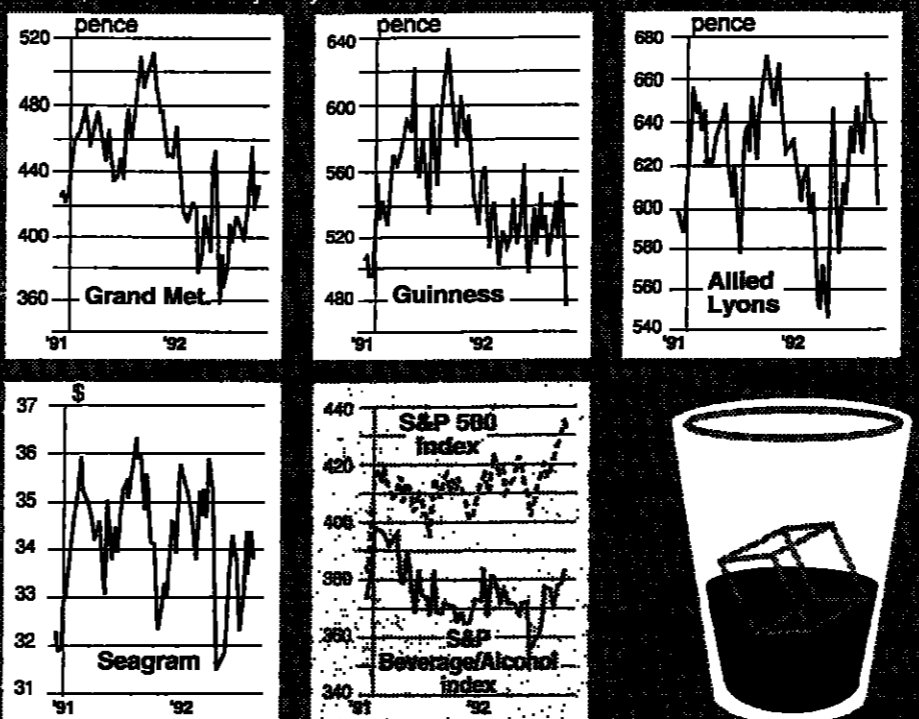 pence
520
480
440
400
360
Grand Met.
'91 '92
pence
640
600
560
520
480
Guinness
'91 '92
pence
680
660
640
620
600
580
560
540
Allied
Lyons
'91 '92
$
37
36
35
34
33
32
31
Seagram
'91 '92
440
420
400
380
360
340
S&P 500
index
S&P
Beverage/Alcohol
index
'91 '92